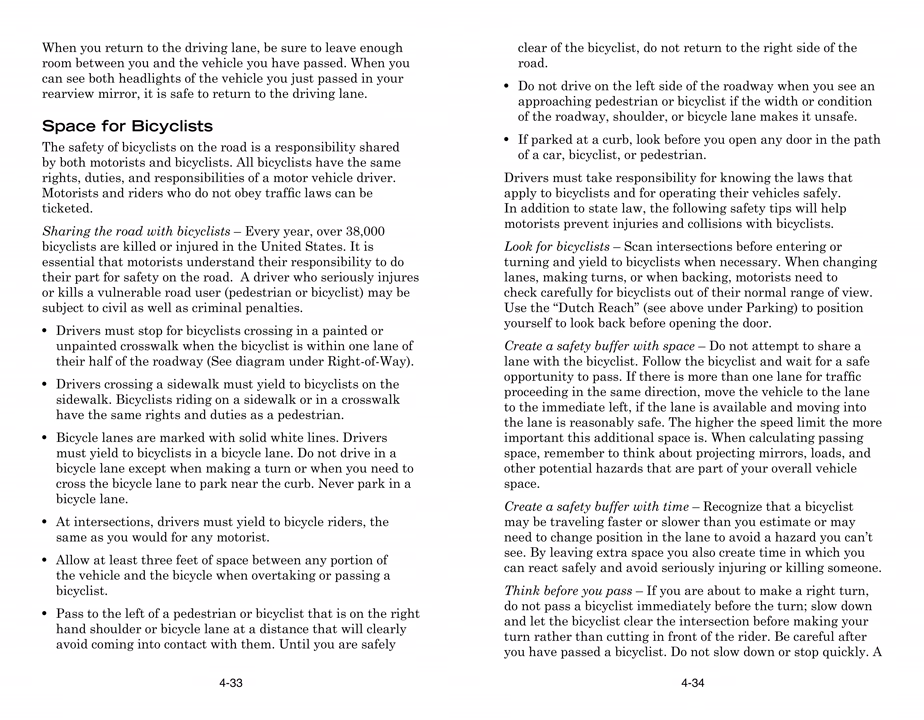 When you return to the driving lane, be sure to leave enough
room between you and the vehicle you have passed. When you
can see both headlights of the vehicle you just passed in your
rearview mirror, it is safe to return to the driving lane.
Space for Bicyclists
The safety of bicyclists on the road is a responsibility shared
by both motorists and bicyclists. All bicyclists have the same
rights, duties, and responsibilities of a motor vehicle driver.
Motorists and riders who do not obey traffic laws can be
ticketed.
Sharing the road with bicyclists – Every year, over 38,000
bicyclists are killed or injured in the United States. It is
essential that motorists understand their responsibility to do
their part for safety on the road.  A driver who seriously injures
or kills a vulnerable road user (pedestrian or bicyclist) may be
subject to civil as well as criminal penalties.
• Drivers must stop for bicyclists crossing in a painted or
unpainted crosswalk when the bicyclist is within one lane of
their half of the roadway (See diagram under Right-of-Way).
• Drivers crossing a sidewalk must yield to bicyclists on the
sidewalk. Bicyclists riding on a sidewalk or in a crosswalk
have the same rights and duties as a pedestrian.
• Bicycle lanes are marked with solid white lines. Drivers
must yield to bicyclists in a bicycle lane. Do not drive in a
bicycle lane except when making a turn or when you need to
cross the bicycle lane to park near the curb. Never park in a
bicycle lane.
• At intersections, drivers must yield to bicycle riders, the
same as you would for any motorist.
• Allow at least three feet of space between any portion of
the vehicle and the bicycle when overtaking or passing a
bicyclist.
• Pass to the left of a pedestrian or bicyclist that is on the right
hand shoulder or bicycle lane at a distance that will clearly
avoid coming into contact with them. Until you are safely
4-33
clear of the bicyclist, do not return to the right side of the
road.
• Do not drive on the left side of the roadway when you see an
approaching pedestrian or bicyclist if the width or condition
of the roadway, shoulder, or bicycle lane makes it unsafe.
• If parked at a curb, look before you open any door in the path
of a car, bicyclist, or pedestrian.
Drivers must take responsibility for knowing the laws that
apply to bicyclists and for operating their vehicles safely.
In addition to state law, the following safety tips will help
motorists prevent injuries and collisions with bicyclists.
Look for bicyclists – Scan intersections before entering or
turning and yield to bicyclists when necessary. When changing
lanes, making turns, or when backing, motorists need to
check carefully for bicyclists out of their normal range of view.
Use the “Dutch Reach” (see above under Parking) to position
yourself to look back before opening the door.
Create a safety buffer with space – Do not attempt to share a
lane with the bicyclist. Follow the bicyclist and wait for a safe
opportunity to pass. If there is more than one lane for traffic
proceeding in the same direction, move the vehicle to the lane
to the immediate left, if the lane is available and moving into
the lane is reasonably safe. The higher the speed limit the more
important this additional space is. When calculating passing
space, remember to think about projecting mirrors, loads, and
other potential hazards that are part of your overall vehicle
space.
Create a safety buffer with time – Recognize that a bicyclist
may be traveling faster or slower than you estimate or may
need to change position in the lane to avoid a hazard you can’t
see. By leaving extra space you also create time in which you
can react safely and avoid seriously injuring or killing someone.
Think before you pass – If you are about to make a right turn,
do not pass a bicyclist immediately before the turn; slow down
and let the bicyclist clear the intersection before making your
turn rather than cutting in front of the rider. Be careful after
you have passed a bicyclist. Do not slow down or stop quickly. A
4-34